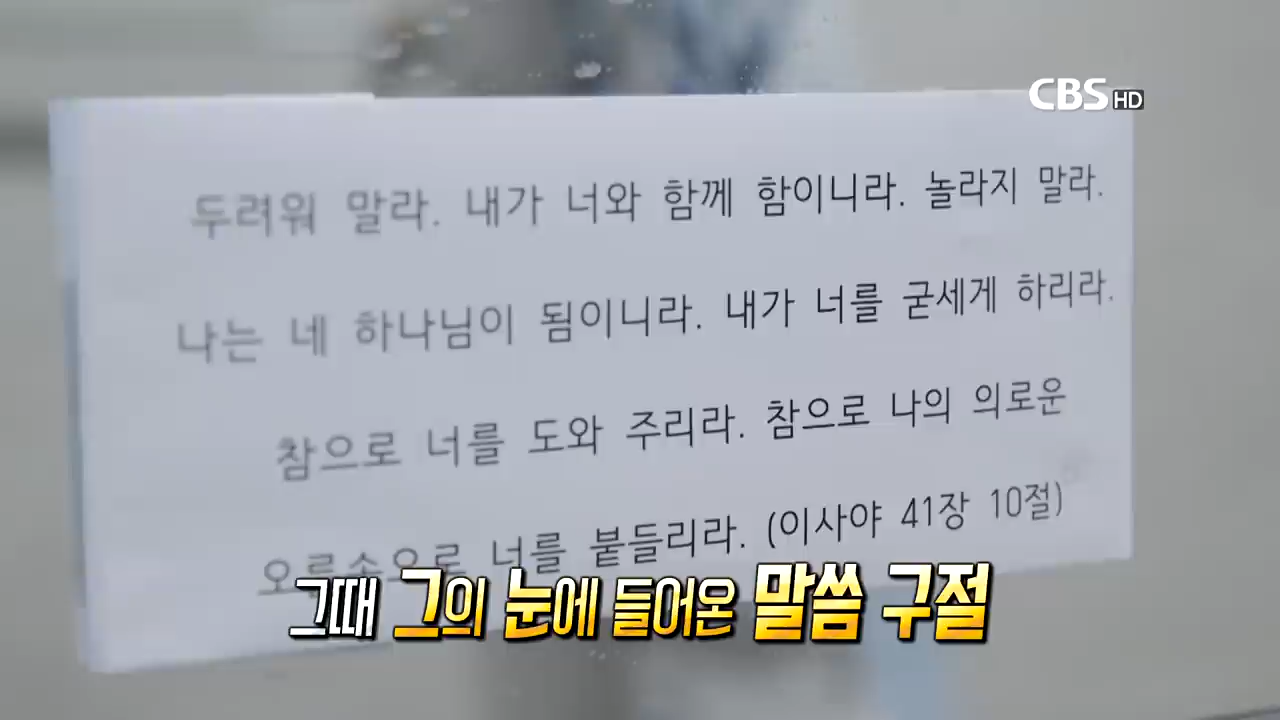 CBS HD
두려워 말라. 내가 너와 함께 함이니라. 놀라지 말라.
나는 네 하나님이 됨이니라. 내가 너를 굳세게 하리라.
참으로 너를 도와 주리라. 참으로 나의 의로운
오른손으로 너를 붙들리라. (이사야 41장 10절)
그때 그의 눈에 들어온 말씀 구절